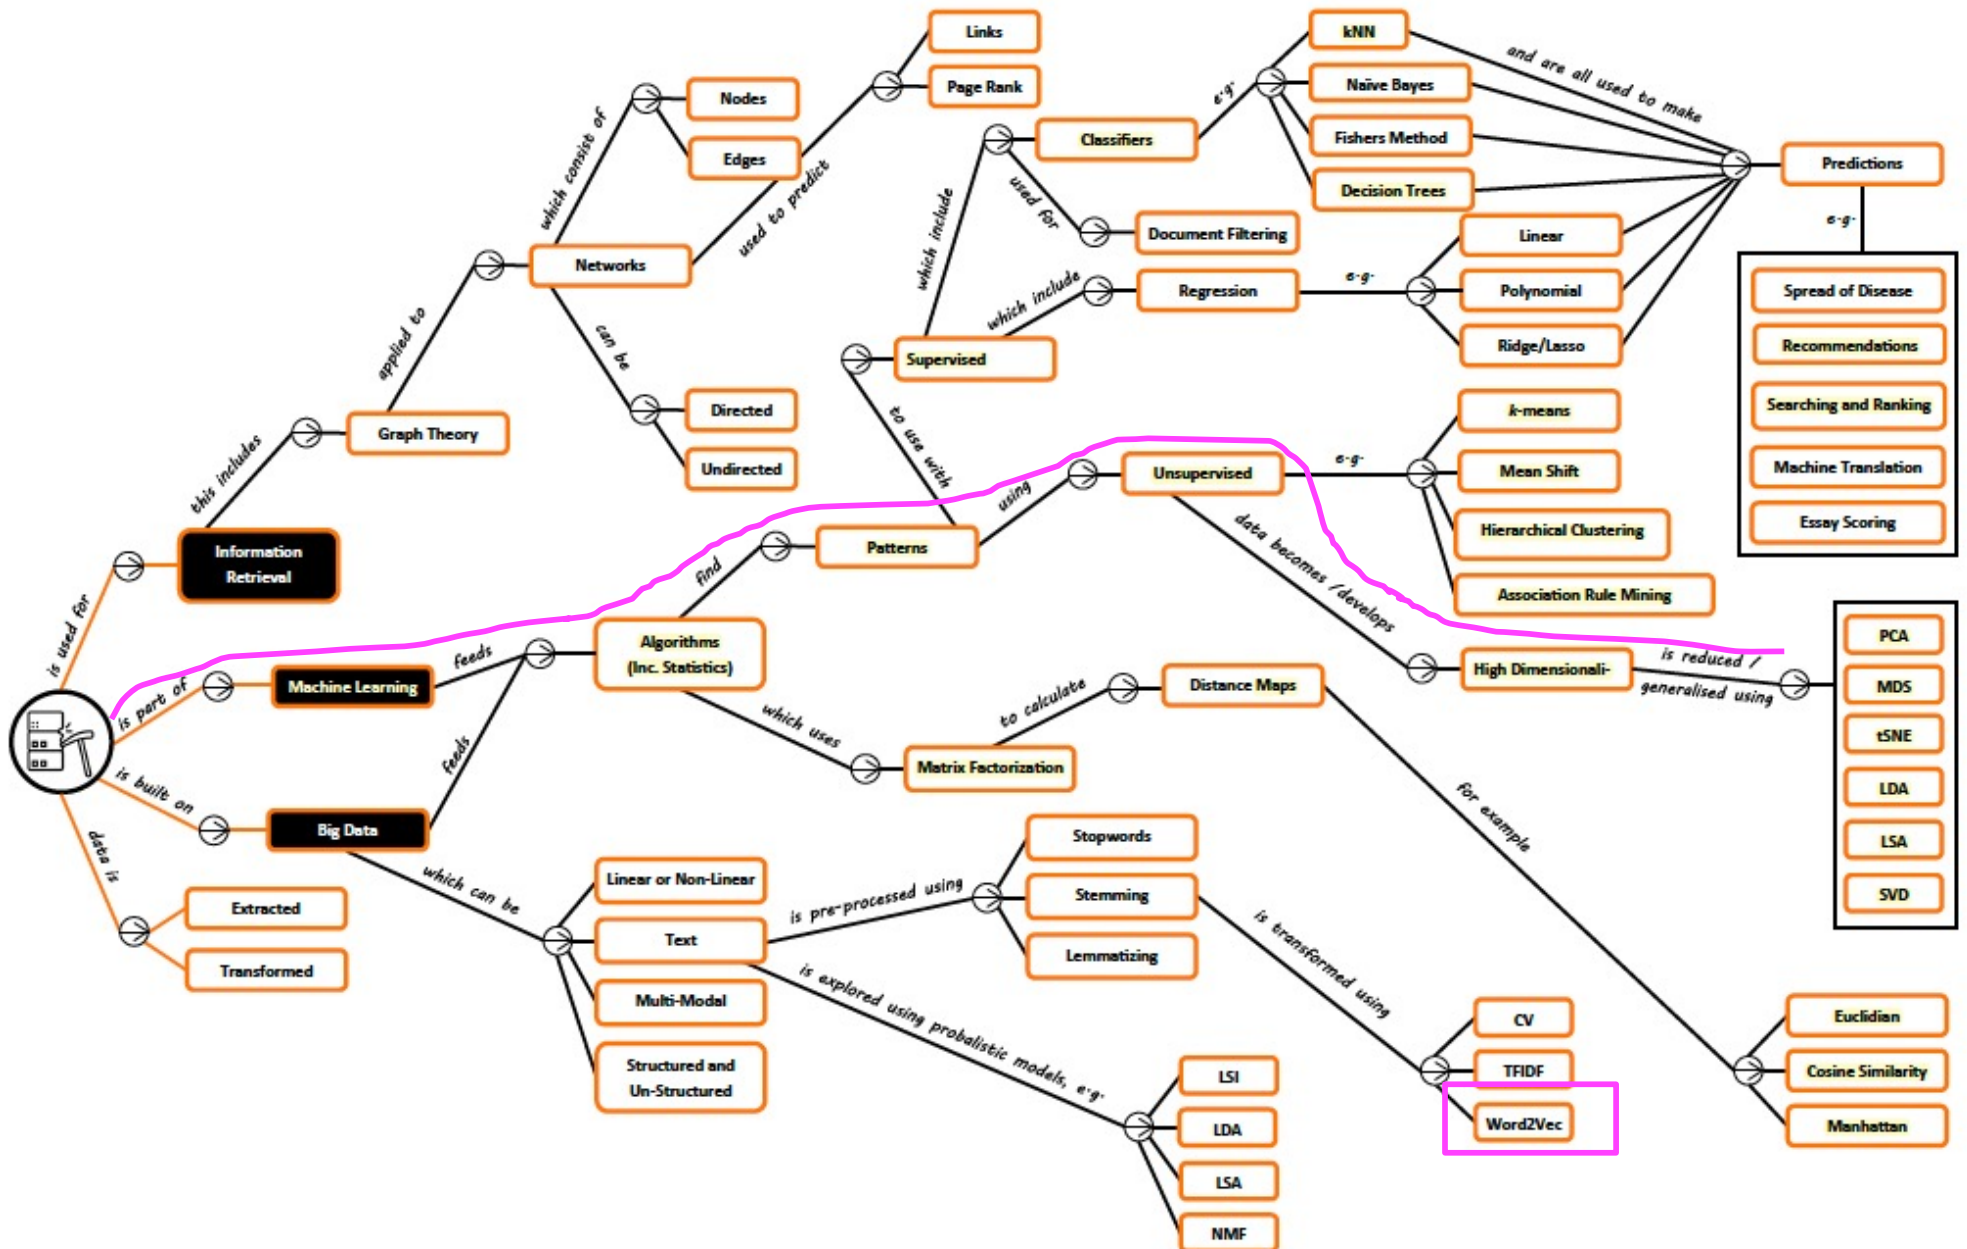 Links
Page Rank
Nodes
Edges
which consist of
used to predict
Networks
applied to
can be
Directed
Undirected
Graph Theory
this includes
Information
Retrieval
is used for
kNN
Naïve Bayes
Fishers Method
Decision Trees
e.g.
and are all used to make
Classifiers
used for
Document Filtering
which include
which include
Regression
e.g.
Linear
Polynomial
Ridge/Lasso
Predictions
e.g.
Spread of Disease
Recommendations
Searching and Ranking
Machine Translation
Essay Scoring
Supervised
to use with
Patterns
using
Unsupervised
e.g.
k-means
Mean Shift
Hierarchical Clustering
Association Rule Mining
data becomes /develops
High Dimensionali-
is reduced /
generalised using
PCA
MDS
tSNE
LDA
LSA
SVD
find
Algorithms
(Inc. Statistics)
is part of
Machine Learning
feeds
feeds
which uses
Matrix Factorization
to calculate
Distance Maps
for example
Euclidian
Cosine Similarity
Manhattan
is built on
Big Data
data is
Extracted
Transformed
which can be
Linear or Non-Linear
Text
Multi-Modal
Structured and
Un-Structured
is pre-processed using
Stopwords
Stemming
Lemmatizing
is transformed using
CV
TFIDF
Word2Vec
is explored using probalistic models, e.g.
LSI
LDA
LSA
NMF